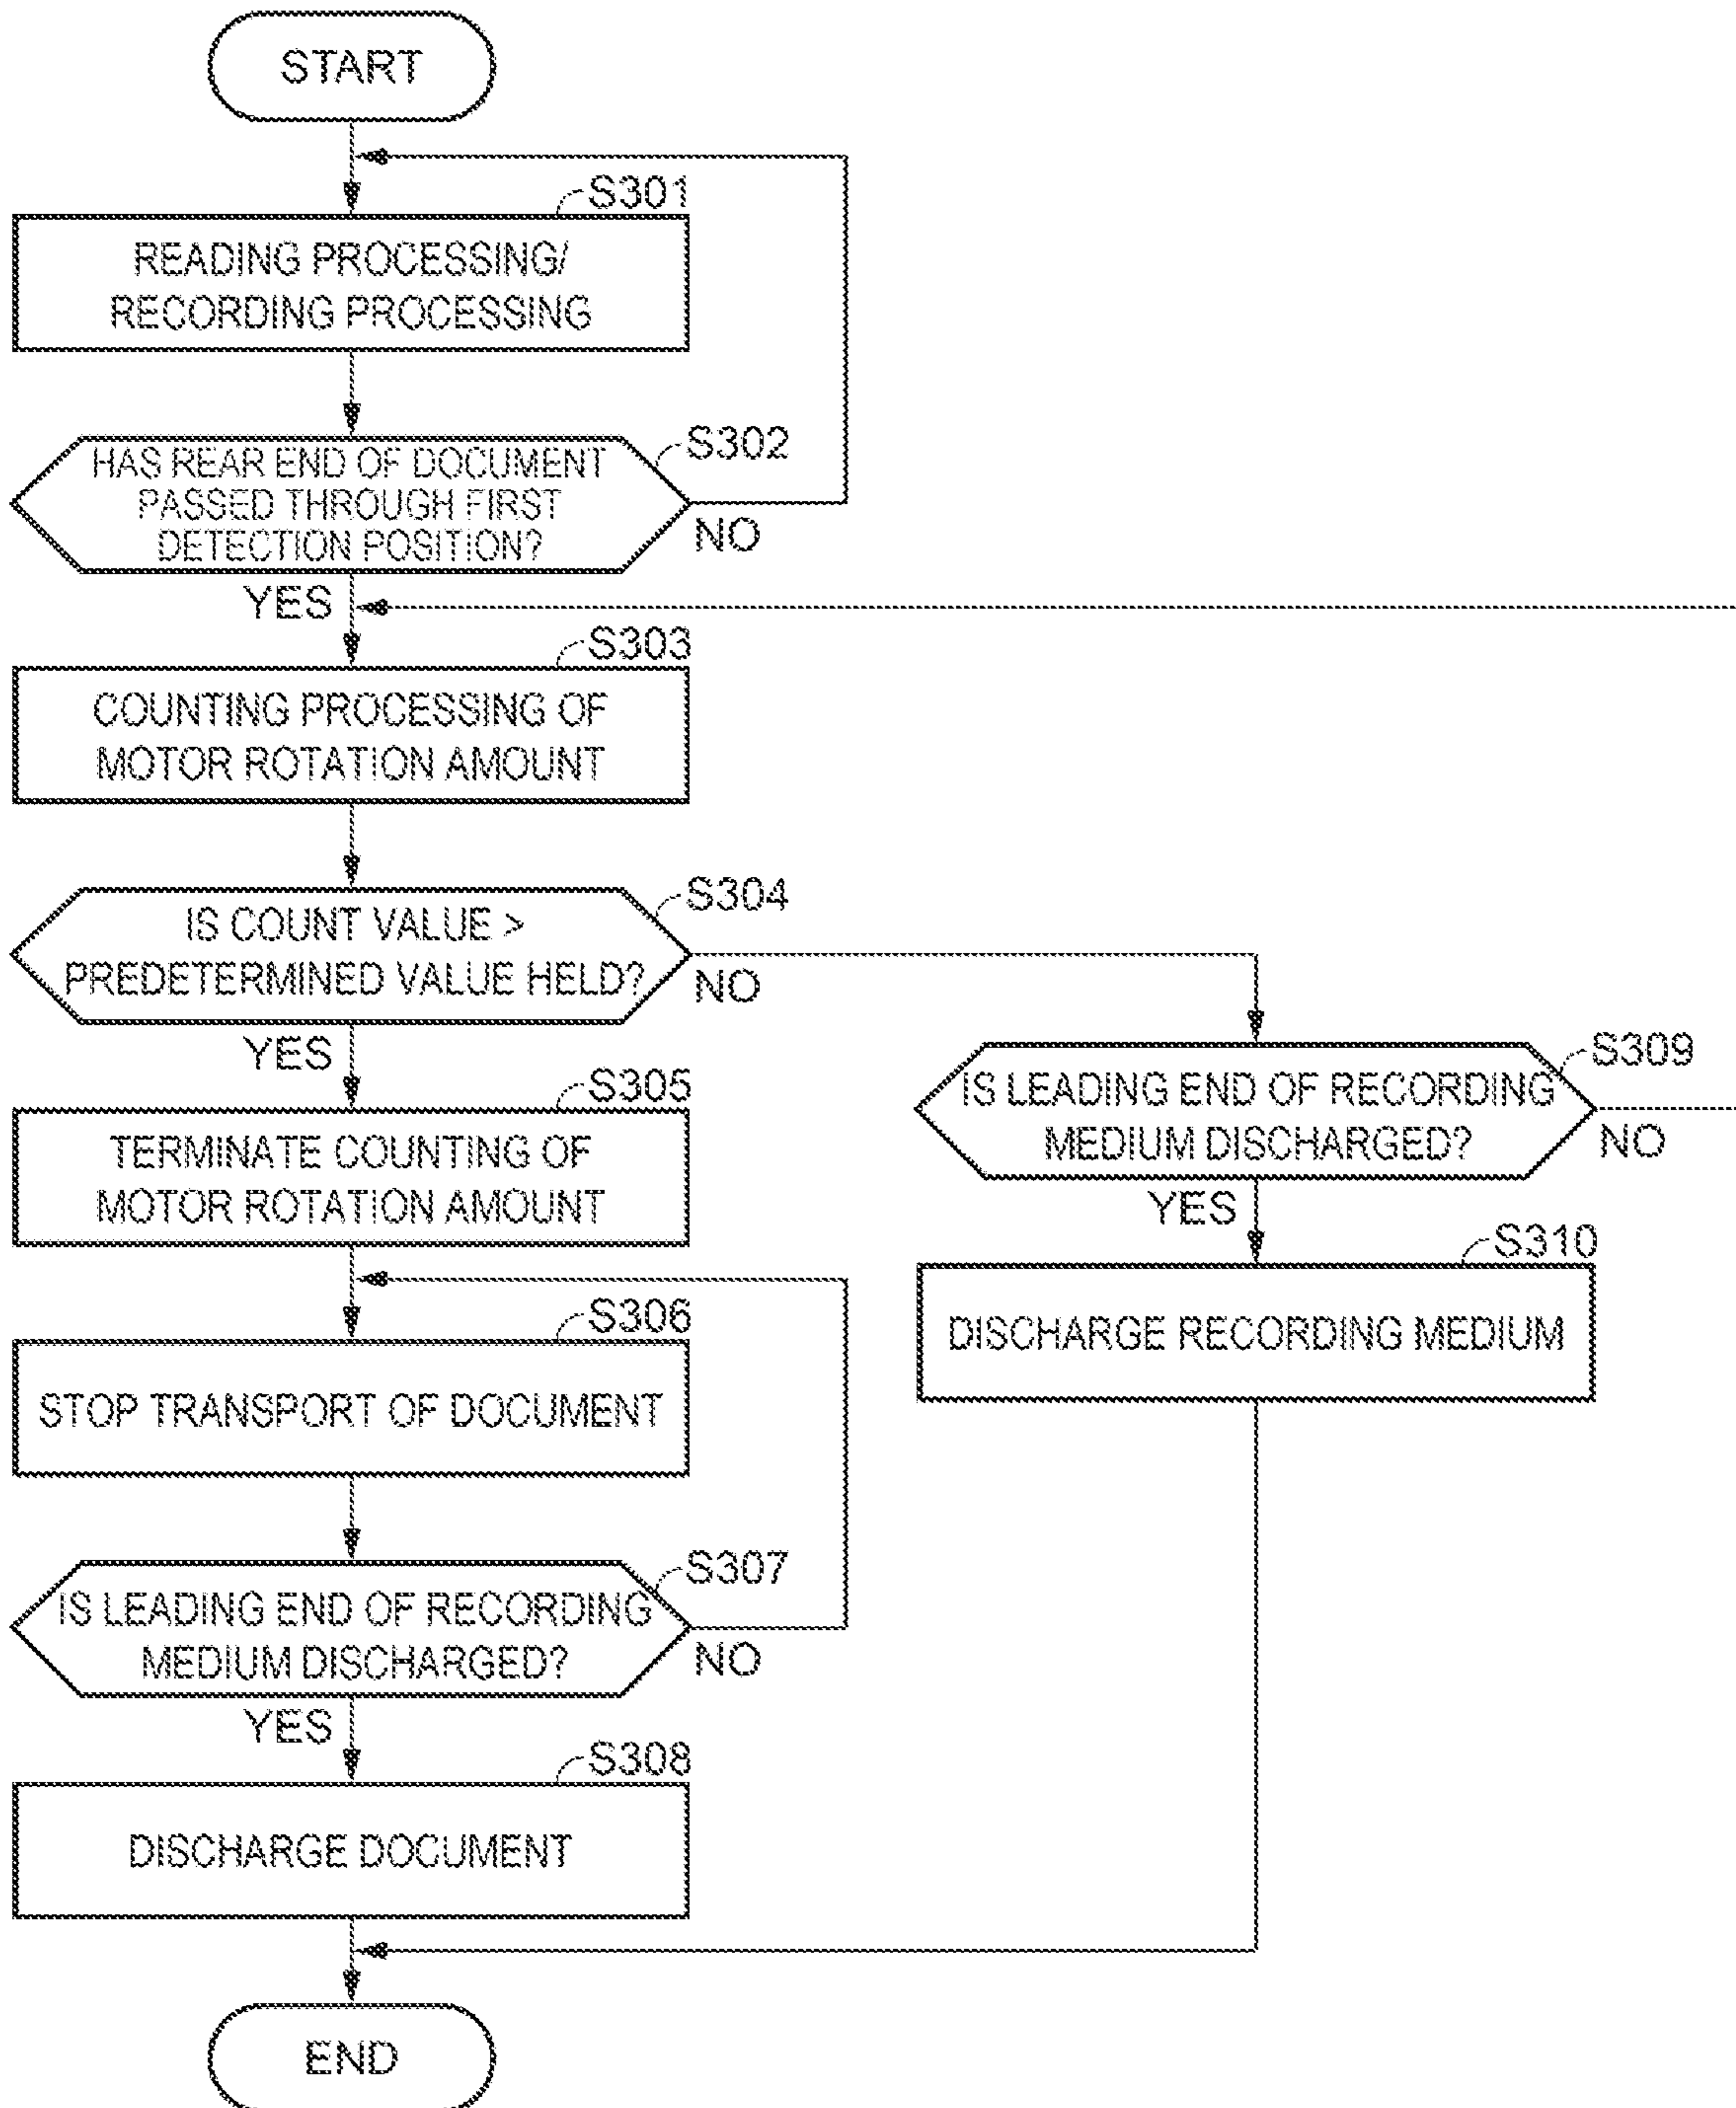 START
S301
READING PROCESSING/
RECORDING PROCESSING
S302
HAS REAR END OF DOCUMENT
PASSED THROUGH FIRST
DETECTION POSITION?
NO
YES
S303
COUNTING PROCESSING OF
MOTOR ROTATION AMOUNT
S304
IS COUNT VALUE >
PREDETERMINED VALUE HELD?
NO
YES
S305
TERMINATE COUNTING OF
MOTOR ROTATION AMOUNT
S306
STOP TRANSPORT OF DOCUMENT
S307
IS LEADING END OF RECORDING
MEDIUM DISCHARGED?
NO
YES
S308
DISCHARGE DOCUMENT
S309
IS LEADING END OF RECORDING
MEDIUM DISCHARGED?
NO
YES
S310
DISCHARGE RECORDING MEDIUM
END